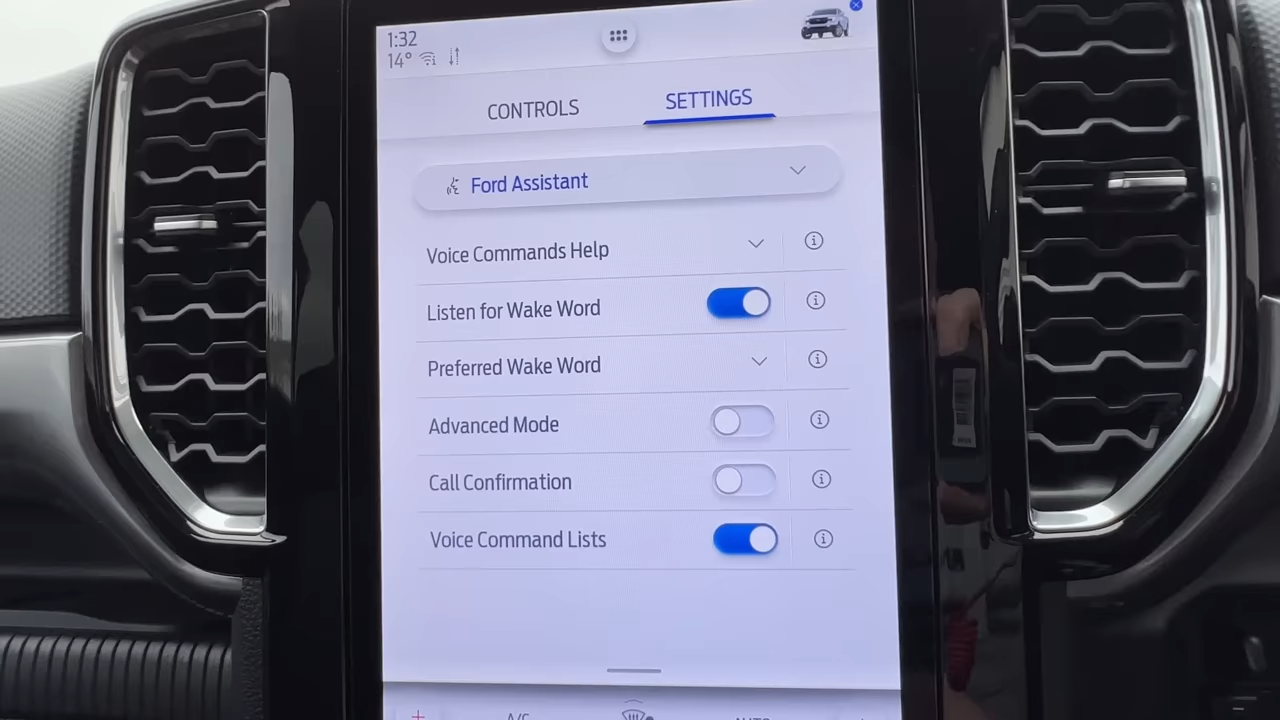 1:32
14°
CONTROLS
SETTINGS
Ford Assistant
Voice Commands Help
Listen for Wake Word
Preferred Wake Word
Advanced Mode
Call Confirmation
Voice Command Lists
A/C
AUTO